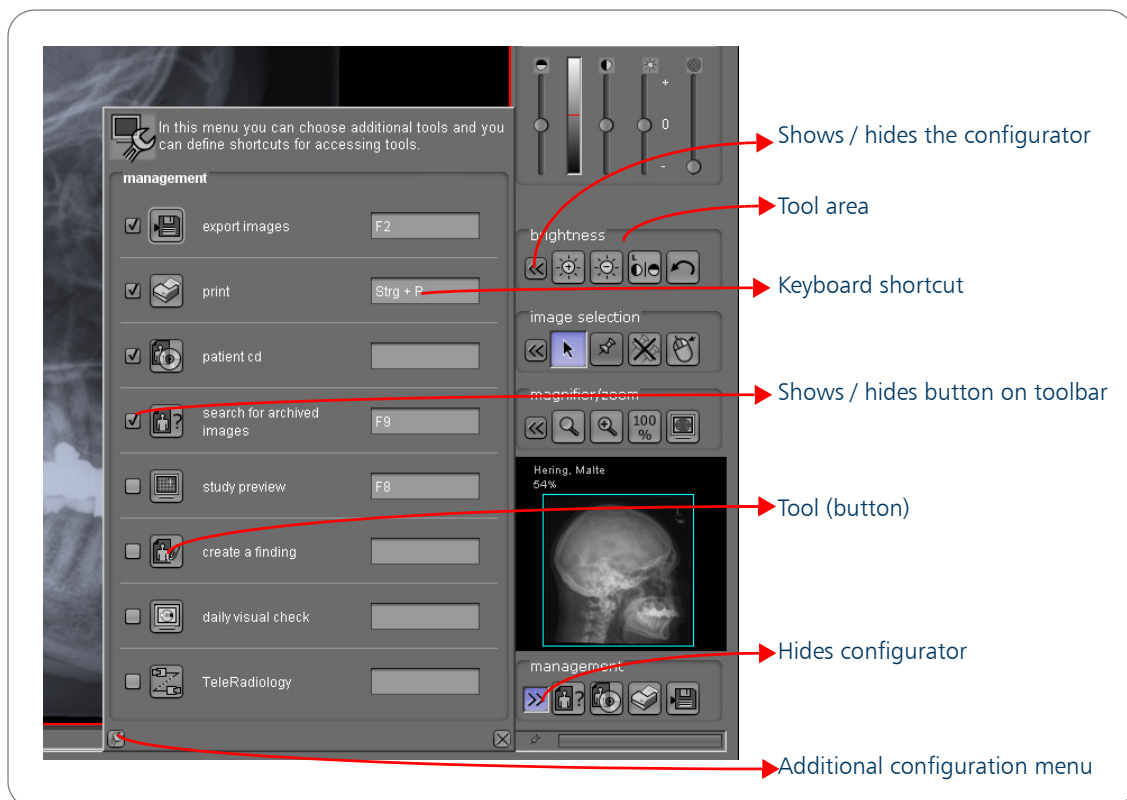 In this menu you can choose additional tools and you
can define shortcuts for accessing tools.
management
export images
F2
print
Strg + P
patient cd
search for archived
images
F9
study preview
F8
create a finding
daily visual check
TeleRadiology
+
0
-
brightness
L
image selection
magnifier/zoom
100
%
Hering, Malte
54%
L
management
Shows / hides the configurator
Tool area
Keyboard shortcut
Shows / hides button on toolbar
Tool (button)
Hides configurator
Additional configuration menu